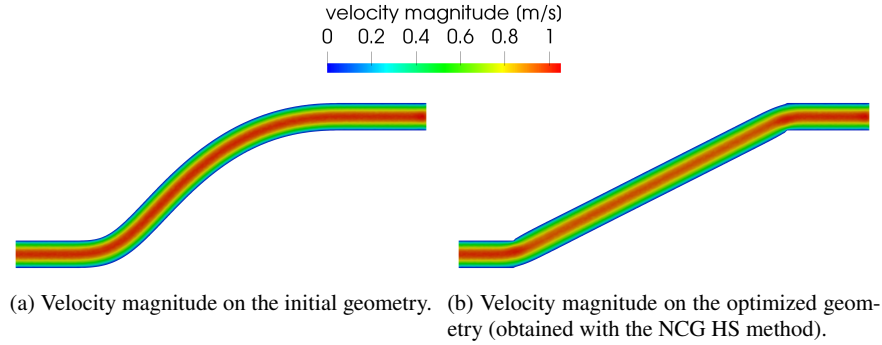 velocity magnitude [m/s]
0 0.2 0.4 0.6 0.8 1
(a) Velocity magnitude on the initial geometry.
(b) Velocity magnitude on the optimized geom-
etry (obtained with the NCG HS method).